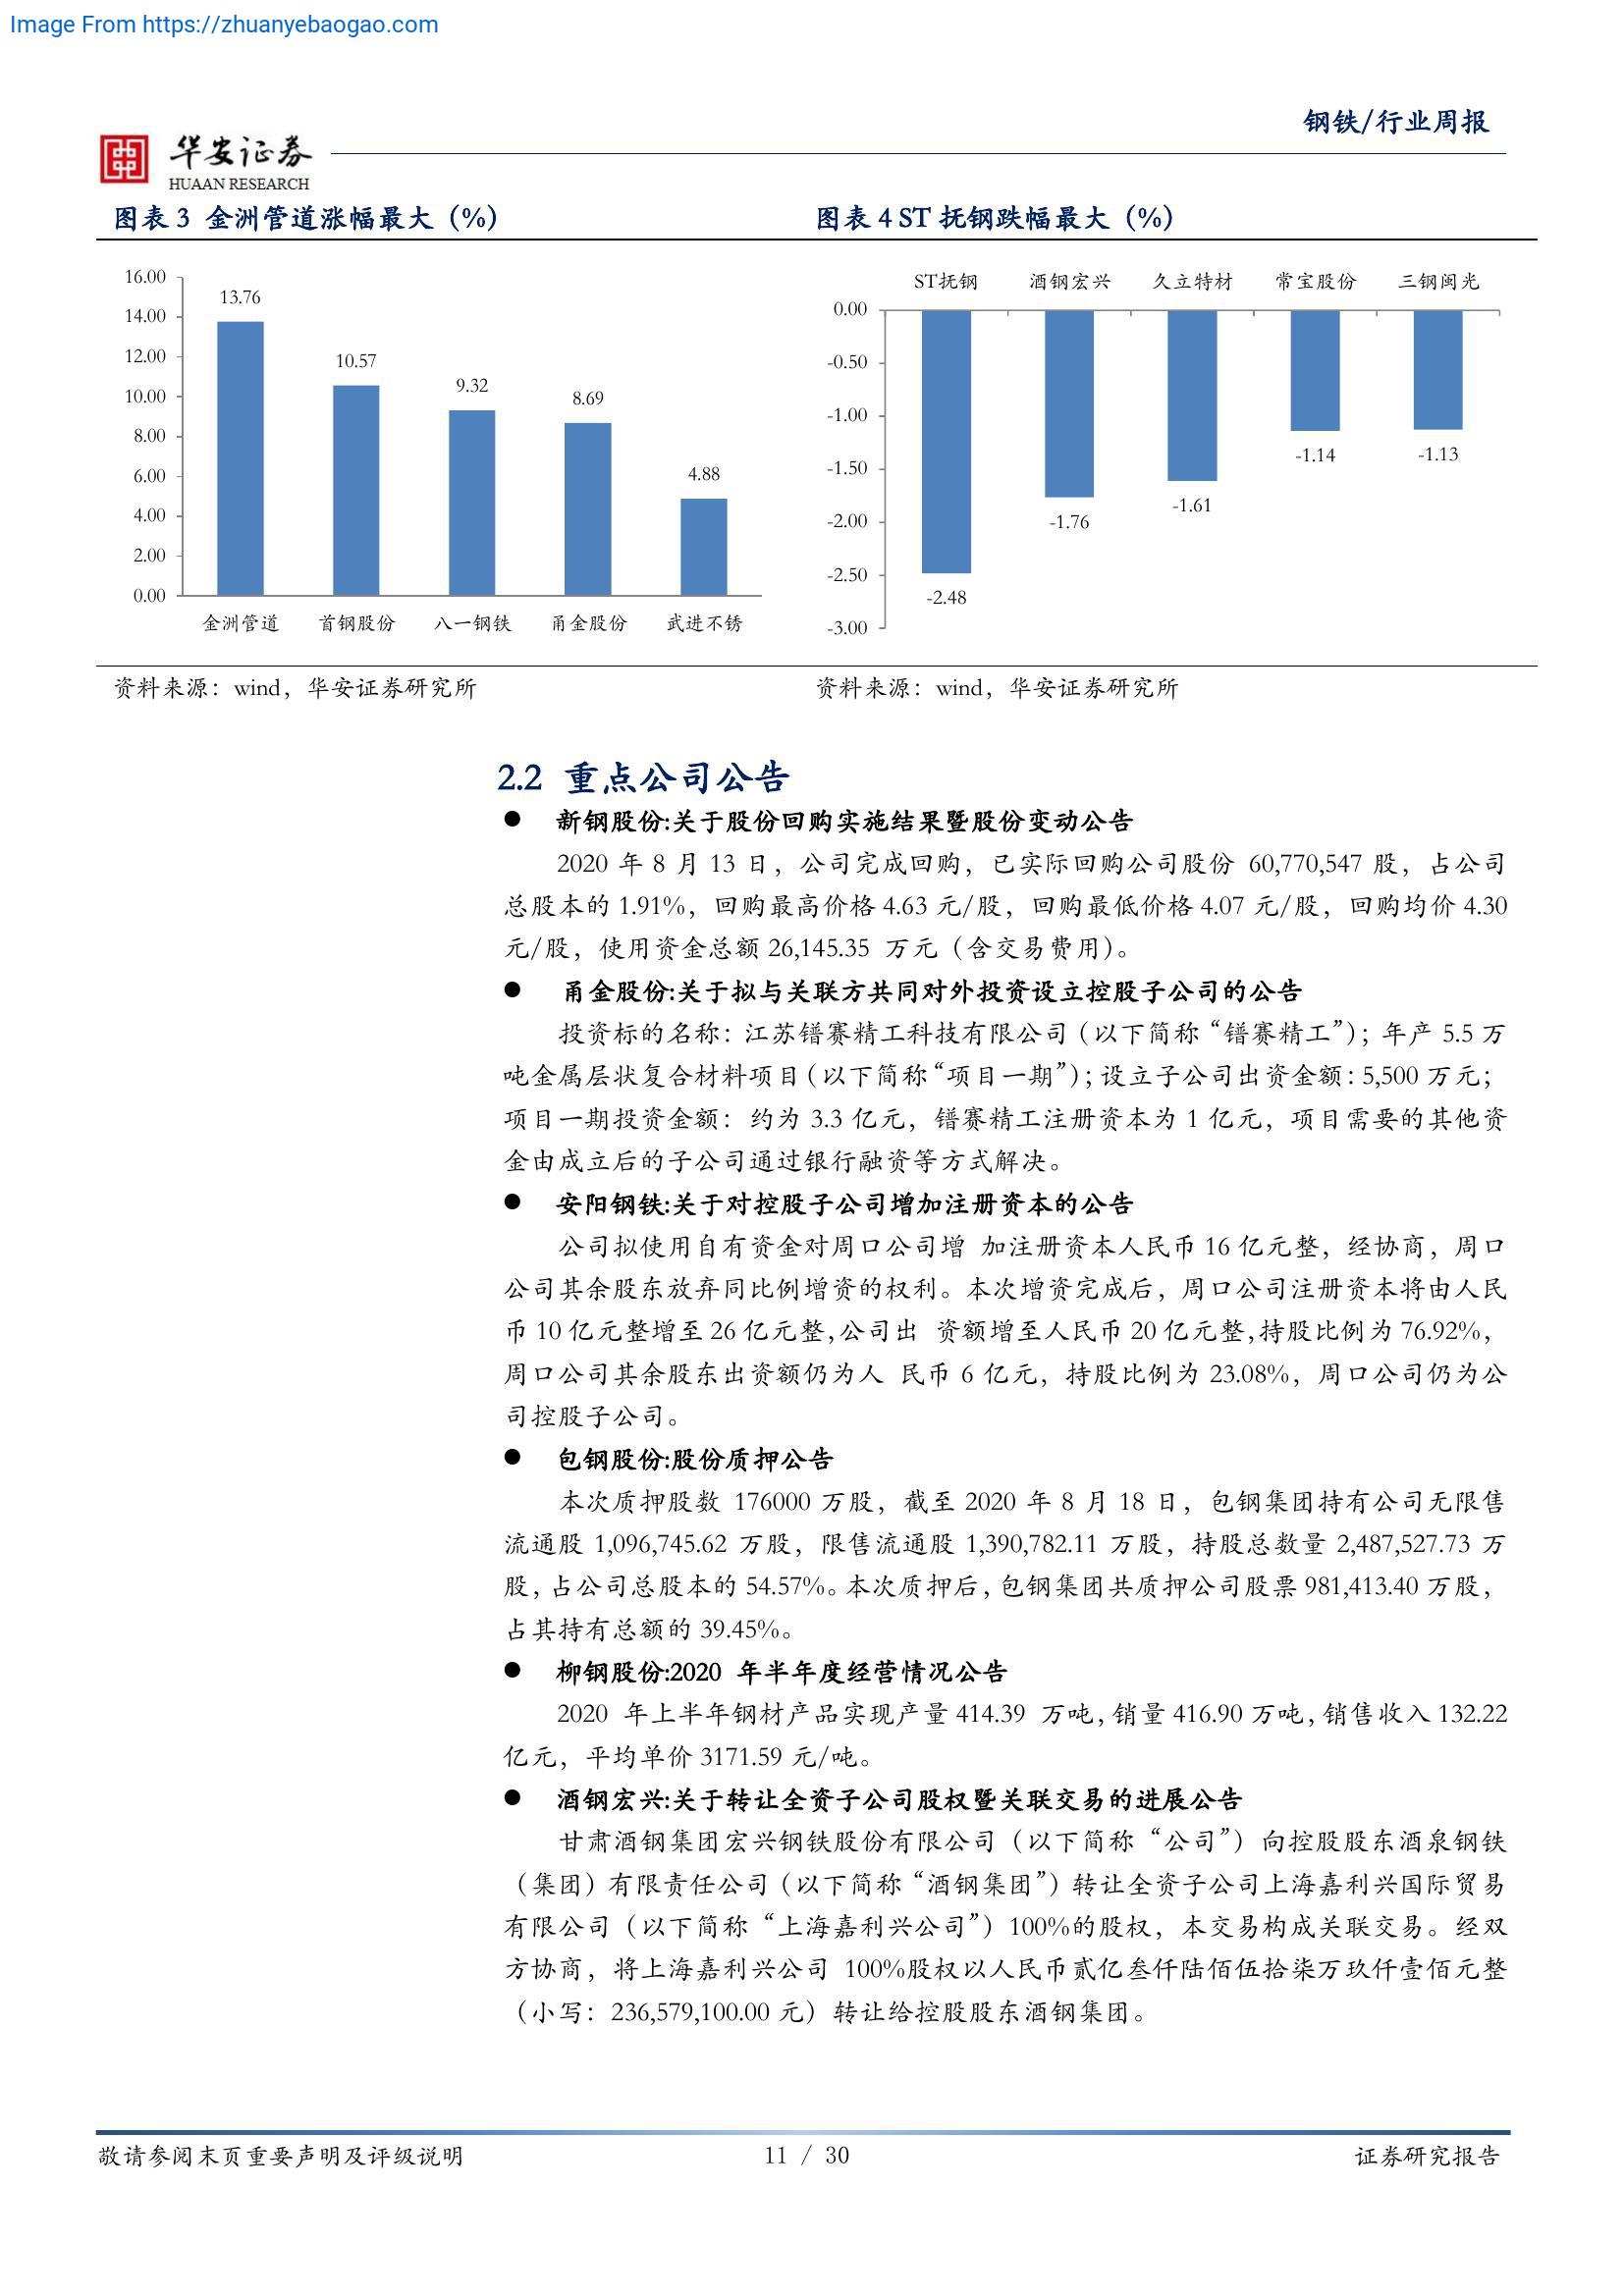 Image From https://zhuanyebaogao.com
钢铁/行业周报
华安证券
HUAAN RESEARCH
图表 3 金洲管道涨幅最大（%）
16.00
14.00
12.00
10.00
8.00
6.00
4.00
2.00
0.00
13.76
10.57
9.32
8.69
4.88
金洲管道 首钢股份 八一钢铁 甬金股份 武进不锈
资料来源：wind，华安证券研究所
图表 4 ST 抚钢跌幅最大（%）
ST抚钢 酒钢宏兴 久立特材 常宝股份 三钢闽光
0.00
-0.50
-1.00
-1.50
-2.00
-2.50
-3.00
-2.48
-1.76
-1.61
-1.14
-1.13
资料来源：wind，华安证券研究所
2.2 重点公司公告
● 新钢股份:关于股份回购实施结果暨股份变动公告
2020 年 8 月 13 日，公司完成回购，已实际回购公司股份 60,770,547 股，占公司
总股本的 1.91%，回购最高价格 4.63 元/股，回购最低价格 4.07 元/股，回购均价 4.30
元/股，使用资金总额 26,145.35 万元（含交易费用）。
● 甬金股份:关于拟与关联方共同对外投资设立控股子公司的公告
投资标的名称：江苏镨赛精工科技有限公司（以下简称“镨赛精工”）；年产 5.5 万
吨金属层状复合材料项目（以下简称“项目一期”）；设立子公司出资金额：5,500 万元；
项目一期投资金额：约为 3.3 亿元，镨赛精工注册资本为 1 亿元，项目需要的其他资
金由成立后的子公司通过银行融资等方式解决。
● 安阳钢铁:关于对控股子公司增加注册资本的公告
公司拟使用自有资金对周口公司增 加注册资本人民币 16 亿元整，经协商，周口
公司其余股东放弃同比例增资的权利。本次增资完成后，周口公司注册资本将由人民
币 10 亿元整增至 26 亿元整，公司出 资额增至人民币 20 亿元整，持股比例为 76.92%，
周口公司其余股东出资额仍为人 民币 6 亿元，持股比例为 23.08%，周口公司仍为公
司控股子公司。
● 包钢股份:股份质押公告
本次质押股数 176000 万股，截至 2020 年 8 月 18 日，包钢集团持有公司无限售
流通股 1,096,745.62 万股，限售流通股 1,390,782.11 万股，持股总数量 2,487,527.73 万
股，占公司总股本的 54.57%。本次质押后，包钢集团共质押公司股票 981,413.40 万股，
占其持有总额的 39.45%。
● 柳钢股份:2020 年半年度经营情况公告
2020 年上半年钢材产品实现产量 414.39 万吨，销量 416.90 万吨，销售收入 132.22
亿元，平均单价 3171.59 元/吨。
● 酒钢宏兴:关于转让全资子公司股权暨关联交易的进展公告
甘肃酒钢集团宏兴钢铁股份有限公司（以下简称“公司”）向控股股东酒泉钢铁
（集团）有限责任公司（以下简称“酒钢集团”）转让全资子公司上海嘉利兴国际贸易
有限公司（以下简称“上海嘉利兴公司”）100%的股权，本交易构成关联交易。经双
方协商，将上海嘉利兴公司 100%股权以人民币贰亿叁仟陆佰伍拾柒万玖仟壹佰元整
（小写：236,579,100.00 元）转让给控股股东酒钢集团。
敬请参阅末页重要声明及评级说明
11 / 30
证券研究报告